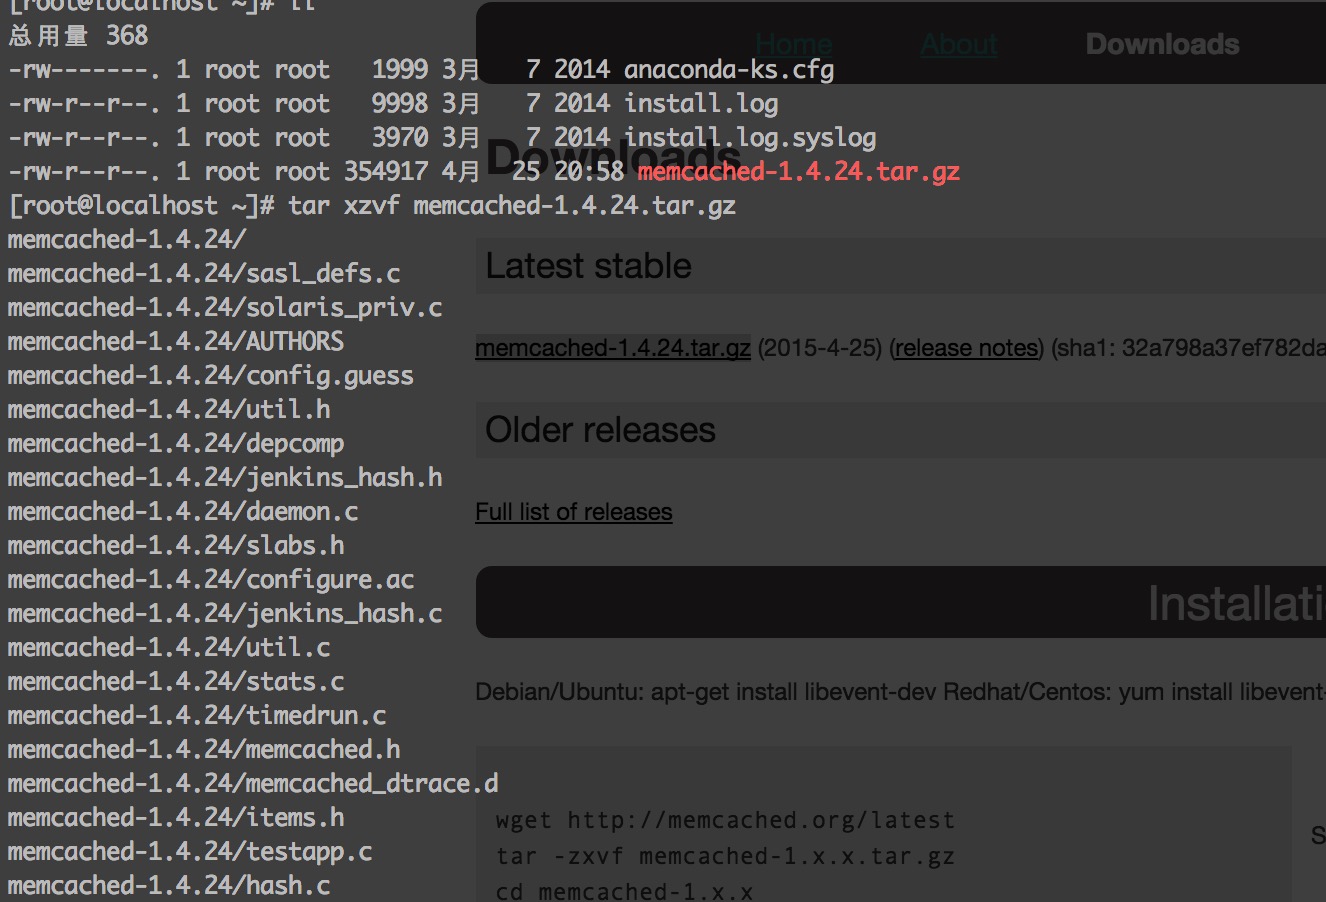 [root@localhost ~]# ll
总用量 368
-rw-------. 1 root root   1999 3月   7 2014 anaconda-ks.cfg
-rw-r--r--. 1 root root   9998 3月   7 2014 install.log
-rw-r--r--. 1 root root   3970 3月   7 2014 install.log.syslog
-rw-r--r--. 1 root root 354917 4月  25 20:58 memcached-1.4.24.tar.gz
[root@localhost ~]# tar xzvf memcached-1.4.24.tar.gz
memcached-1.4.24/
memcached-1.4.24/sasl_defs.c
memcached-1.4.24/solaris_priv.c
memcached-1.4.24/AUTHORS
memcached-1.4.24/config.guess
memcached-1.4.24/util.h
memcached-1.4.24/depcomp
memcached-1.4.24/jenkins_hash.h
memcached-1.4.24/daemon.c
memcached-1.4.24/slabs.h
memcached-1.4.24/configure.ac
memcached-1.4.24/jenkins_hash.c
memcached-1.4.24/util.c
memcached-1.4.24/stats.c
memcached-1.4.24/timedrun.c
memcached-1.4.24/memcached.h
memcached-1.4.24/memcached_dtrace.d
memcached-1.4.24/items.h
memcached-1.4.24/testapp.c
memcached-1.4.24/hash.c
Home About Downloads
Downloads
Latest stable
memcached-1.4.24.tar.gz (2015-4-25) (release notes) (sha1: 32a798a37ef782da
Older releases
Full list of releases
Installati
Debian/Ubuntu: apt-get install libevent-dev Redhat/Centos: yum install libevent-
wget http://memcached.org/latest
tar -zxvf memcached-1.x.x.tar.gz
cd memcached-1.x.x
S